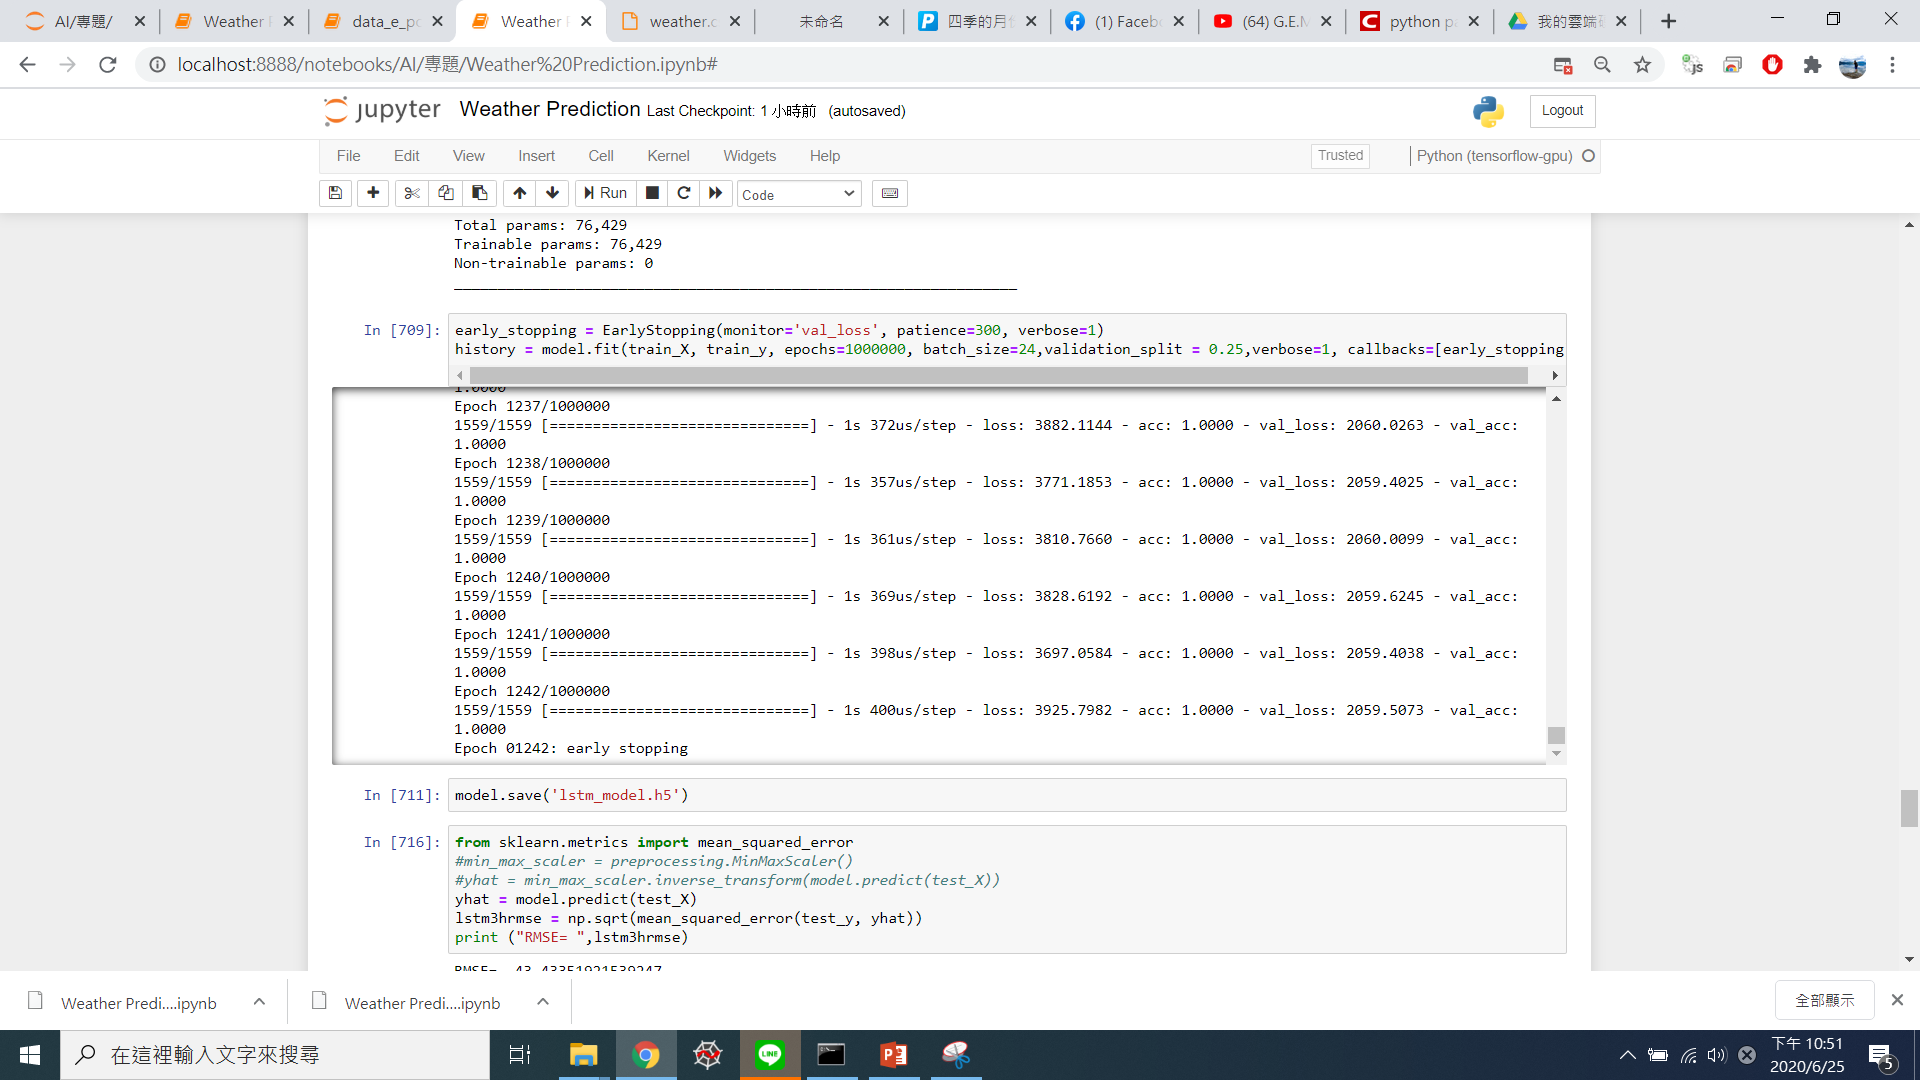 AI/專題/
Weather
data_e_po
Weather
weather.c
未命名
四季的月
(1) Faceb
(64) G.E.M
python p
我的雲端
localhost:8888/notebooks/AI/專題/Weather%20Prediction.ipynb#
jupyter Weather Prediction Last Checkpoint: 1 小時前 (autosaved)
Logout
File Edit View Insert Cell Kernel Widgets Help
Trusted
Python (tensorflow-gpu)
Run
Code
Total params: 76,429
Trainable params: 76,429
Non-trainable params: 0
In [709]:
early_stopping = EarlyStopping(monitor='val_loss', patience=300, verbose=1)
history = model.fit(train_X, train_y, epochs=1000000, batch_size=24,validation_split = 0.25,verbose=1, callbacks=[early_stopping
1.0000
Epoch 1237/1000000
1559/1559 [==============================] - 1s 372us/step - loss: 3882.1144 - acc: 1.0000 - val_loss: 2060.0263 - val_acc:
1.0000
Epoch 1238/1000000
1559/1559 [==============================] - 1s 357us/step - loss: 3771.1853 - acc: 1.0000 - val_loss: 2059.4025 - val_acc:
1.0000
Epoch 1239/1000000
1559/1559 [==============================] - 1s 361us/step - loss: 3810.7660 - acc: 1.0000 - val_loss: 2060.0099 - val_acc:
1.0000
Epoch 1240/1000000
1559/1559 [==============================] - 1s 369us/step - loss: 3828.6192 - acc: 1.0000 - val_loss: 2059.6245 - val_acc:
1.0000
Epoch 1241/1000000
1559/1559 [==============================] - 1s 398us/step - loss: 3697.0584 - acc: 1.0000 - val_loss: 2059.4038 - val_acc:
1.0000
Epoch 1242/1000000
1559/1559 [==============================] - 1s 400us/step - loss: 3925.7982 - acc: 1.0000 - val_loss: 2059.5073 - val_acc:
1.0000
Epoch 01242: early stopping
In [711]:
model.save('lstm_model.h5')
In [716]:
from sklearn.metrics import mean_squared_error
#min_max_scaler = preprocessing.MinMaxScaler()
#yhat = min_max_scaler.inverse_transform(model.predict(test_X))
yhat = model.predict(test_X)
lstm3hrmse = np.sqrt(mean_squared_error(test_y, yhat))
print ("RMSE= ",lstm3hrmse)
RMSE= 43.43351921539247
Weather Predi....ipynb
Weather Predi....ipynb
全部顯示
在這裡輸入文字來搜尋
LINE
下午 10:51
2020/6/25
5